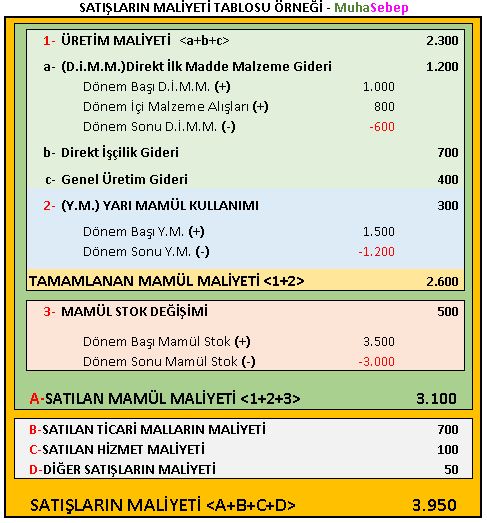 SATIŞLARIN MALİYETİ TABLOSU ÖRNEĞİ - MuhaSebep
1- ÜRETİM MALİYETİ <a+b+c> 2.300
a- (D.i.M.M.)Direkt İlk Madde Malzeme Gideri 1.200
Dönem Başı D.İ.M.M. (+) 1.000
Dönem İçi Malzeme Alışları (+) 800
Dönem Sonu D.İ.M.M. (-) -600
b- Direkt İşçilik Gideri 700
c- Genel Üretim Gideri 400
2- (Y.M.) YARI MAMÜL KULLANIMI 300
Dönem Başı Y.M. (+) 1.500
Dönem Sonu Y.M. (-) -1.200
TAMAMLANAN MAMÜL MALİYETİ <1+2> 2.600
3- MAMÜL STOK DEĞİŞİMİ 500
Dönem Başı Mamül Stok (+) 3.500
Dönem Sonu Mamül Stok (-) -3.000
A-SATILAN MAMÜL MALİYETİ <1+2+3> 3.100
B-SATILAN TİCARİ MALLARIN MALİYETİ 700
C-SATILAN HİZMET MALİYETİ 100
D-DİĞER SATIŞLARIN MALİYETİ 50
SATIŞLARIN MALİYETİ <A+B+C+D> 3.950